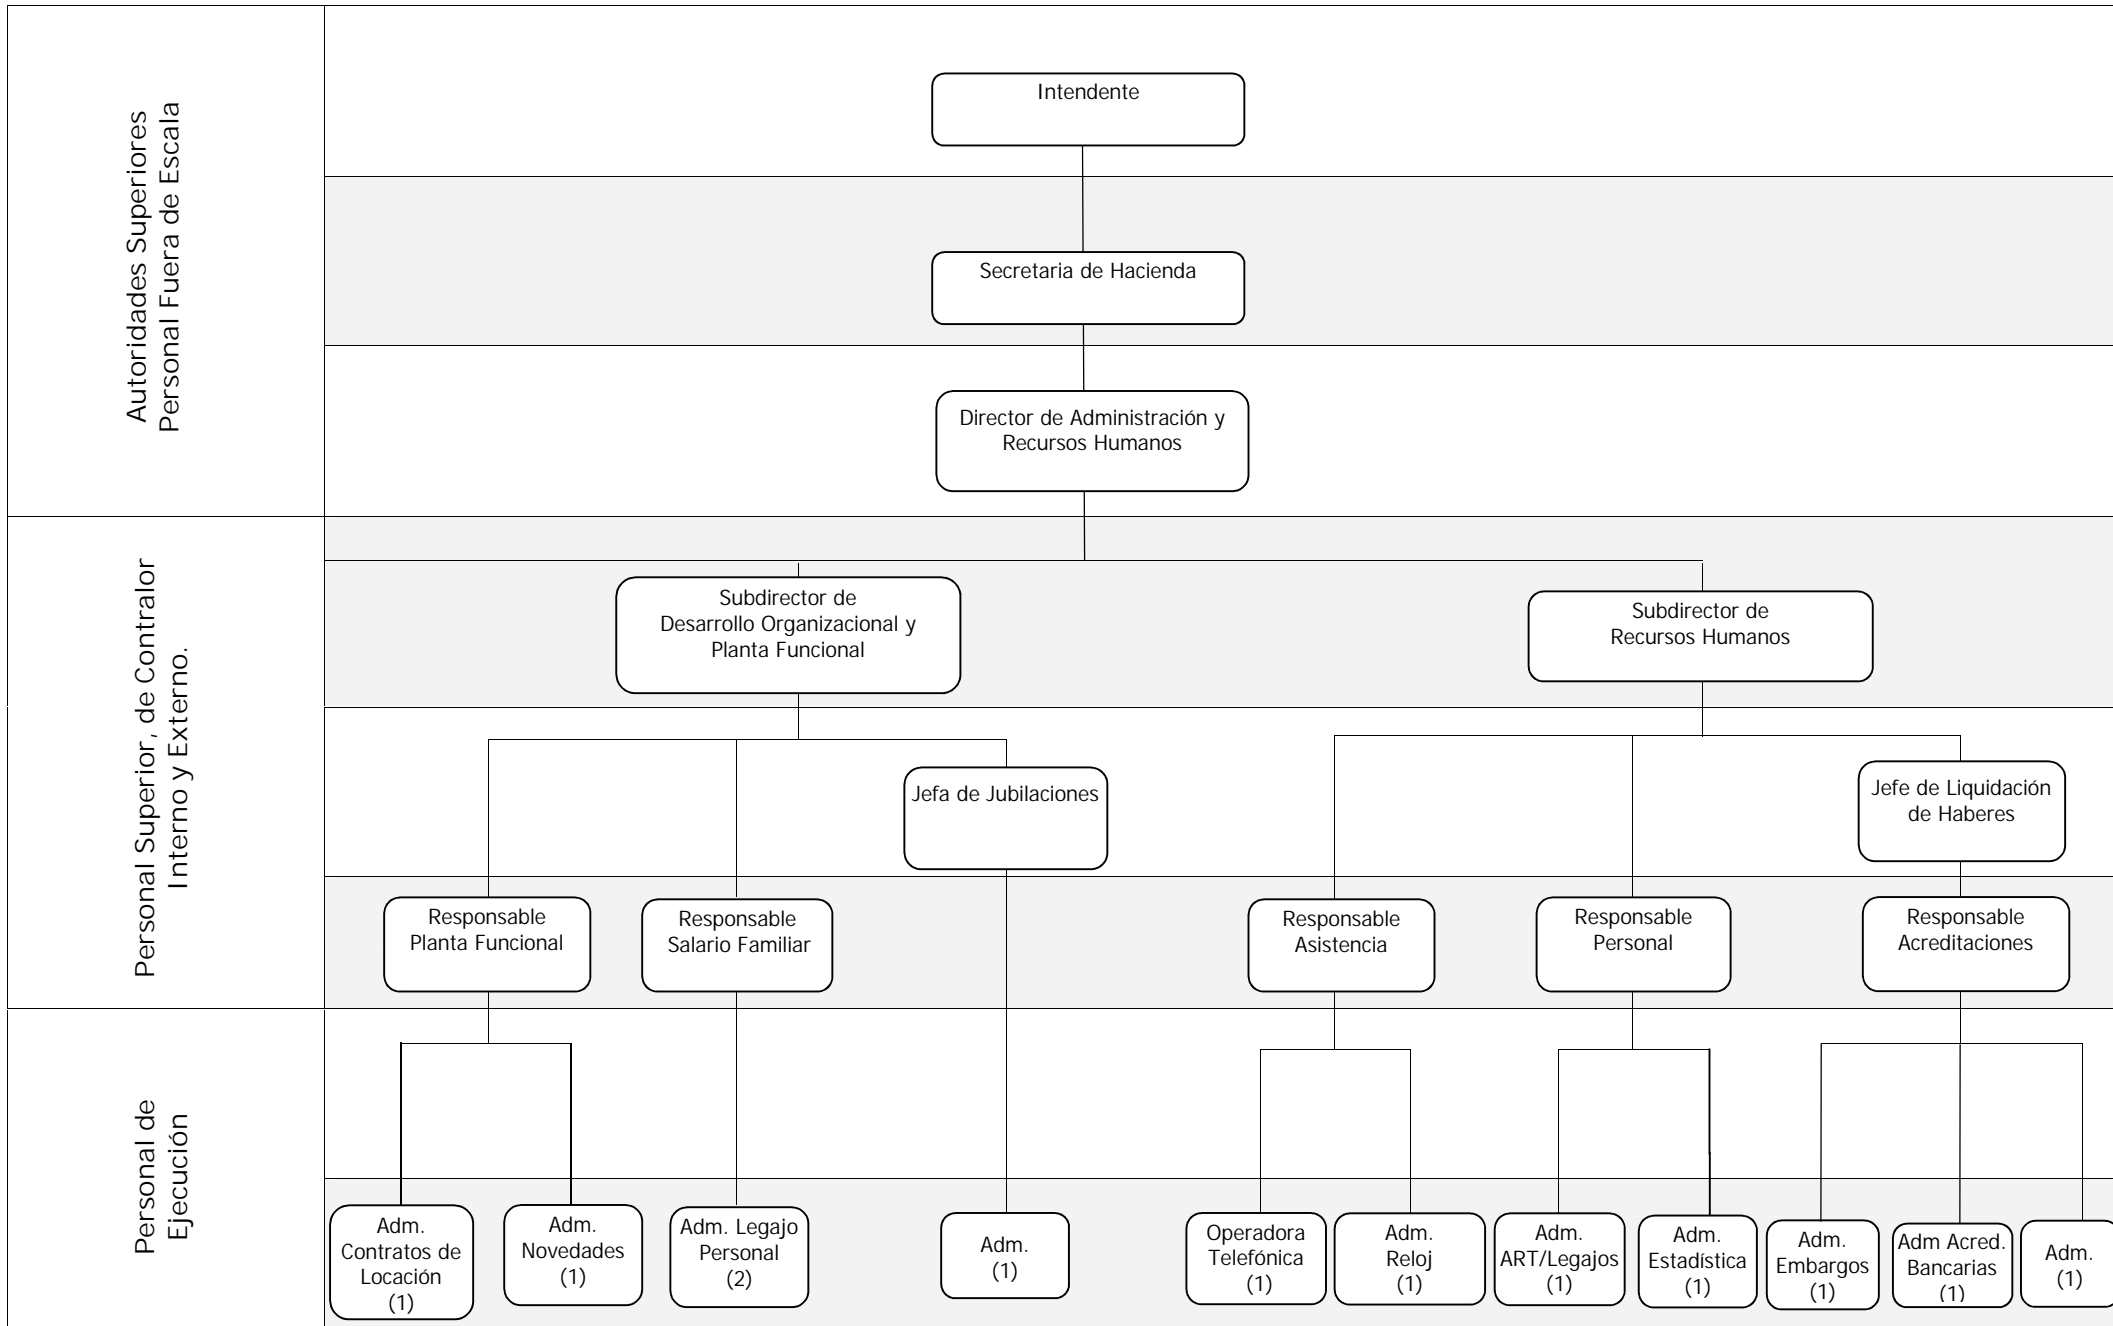 Autoridades Superiores
Personal Fuera de Escala
Intendente
Secretaria de Hacienda
Director de Administración y
Recursos Humanos
Personal Superior, de Contralor
Interno y Externo.
Subdirector de
Desarrollo Organizacional y
Planta Funcional
Subdirector de
Recursos Humanos
Jefa de Jubilaciones
Jefe de Liquidación
de Haberes
Responsable
Planta Funcional
Responsable
Salario Familiar
Responsable
Asistencia
Responsable
Personal
Responsable
Acreditaciones
Personal de
Ejecución
Adm.
Contratos de
Locación
(1)
Adm.
Novedades
(1)
Adm. Legajo
Personal
(2)
Adm.
(1)
Operadora
Telefónica
(1)
Adm.
Reloj
(1)
Adm.
ART/Legajos
(1)
Adm.
Estadística
(1)
Adm.
Embargos
(1)
Adm Acred.
Bancarias
(1)
Adm.
(1)